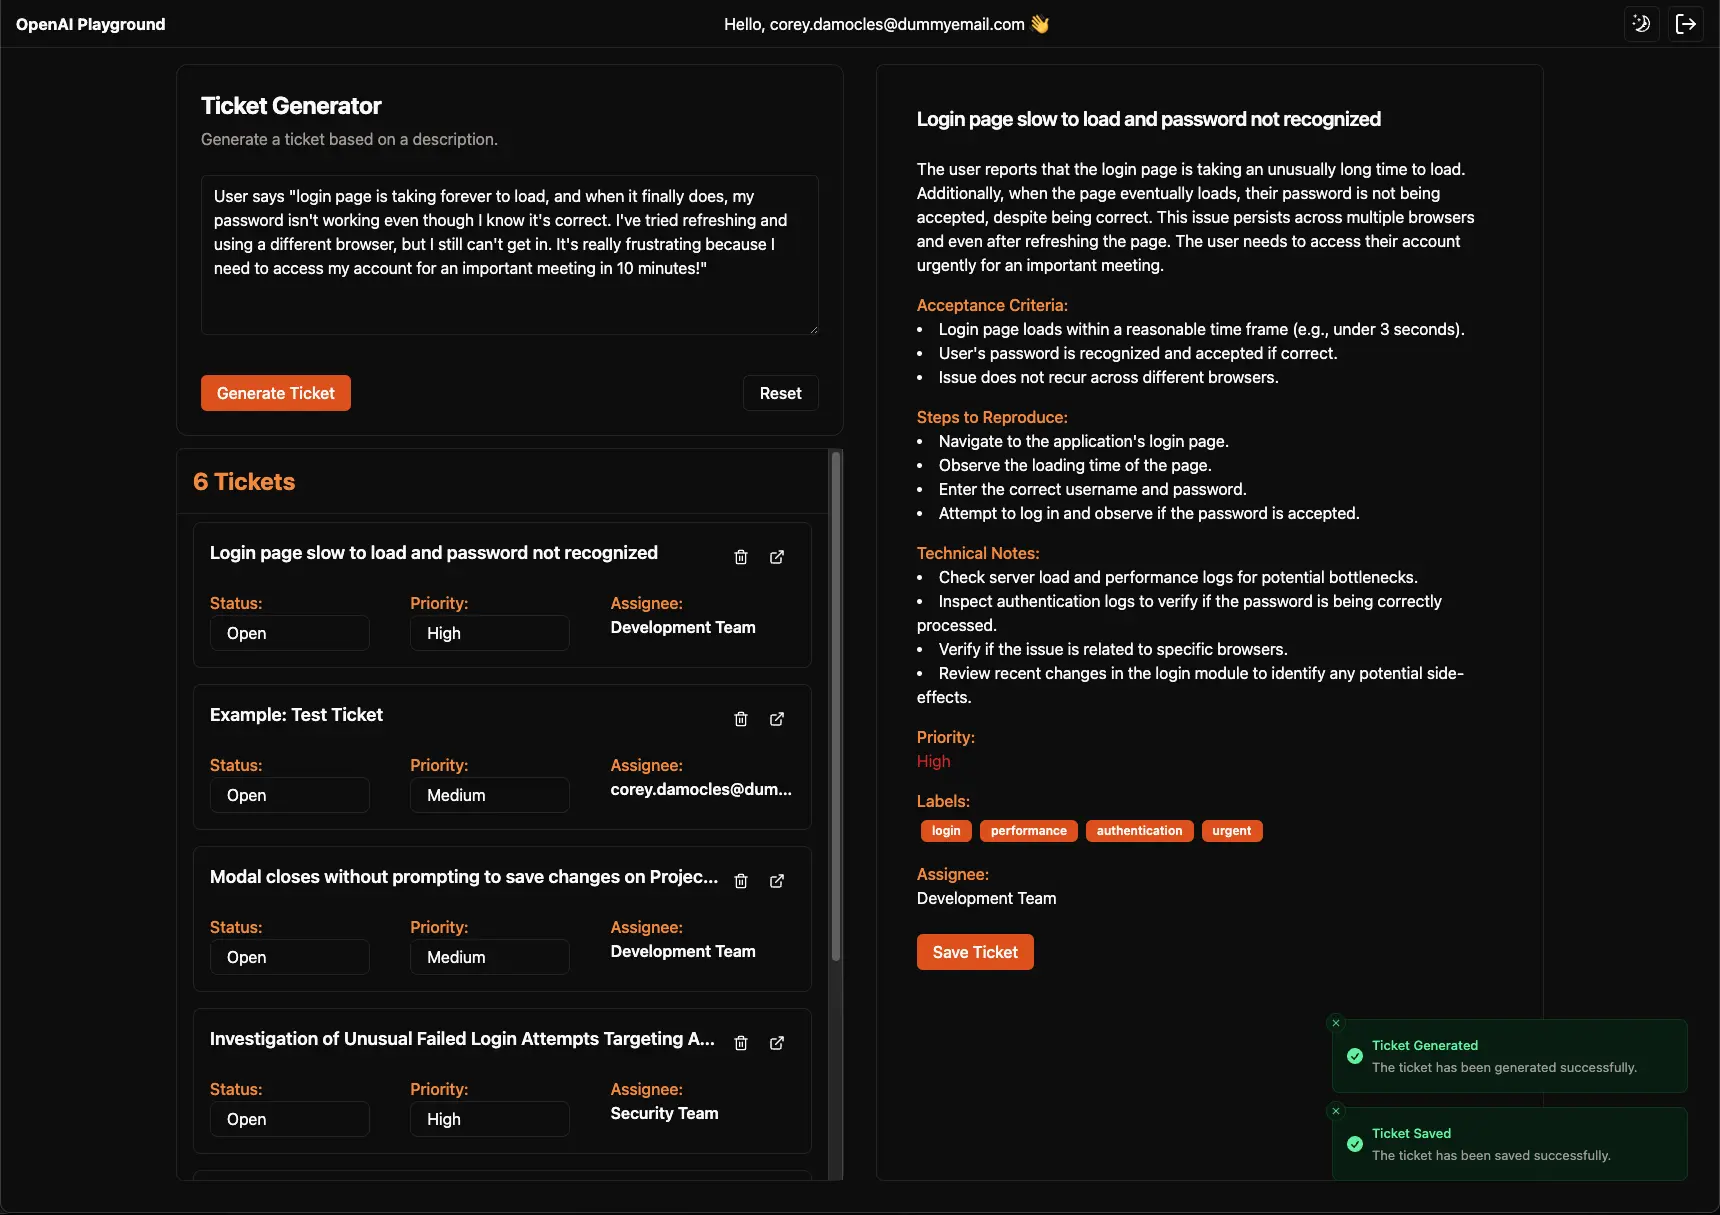 OpenAI Playground
Hello, corey.damocles@dummyemail.com 👋
Ticket Generator
Generate a ticket based on a description.
User says "login page is taking forever to load, and when it finally does, my
password isn't working even though I know it's correct. I've tried refreshing and
using a different browser, but I still can't get in. It's really frustrating because I
need to access my account for an important meeting in 10 minutes!"
Generate Ticket
Reset
6 Tickets
Login page slow to load and password not recognized
Status:
Open
Priority:
High
Assignee:
Development Team
Example: Test Ticket
Status:
Open
Priority:
Medium
Assignee:
corey.damocles@dum...
Modal closes without prompting to save changes on Projec...
Status:
Open
Priority:
Medium
Assignee:
Development Team
Investigation of Unusual Failed Login Attempts Targeting A...
Status:
Open
Priority:
High
Assignee:
Security Team
Login page slow to load and password not recognized
The user reports that the login page is taking an unusually long time to load.
Additionally, when the page eventually loads, their password is not being
accepted, despite being correct. This issue persists across multiple browsers
and even after refreshing the page. The user needs to access their account
urgently for an important meeting.
Acceptance Criteria:
• Login page loads within a reasonable time frame (e.g., under 3 seconds).
• User's password is recognized and accepted if correct.
• Issue does not recur across different browsers.
Steps to Reproduce:
• Navigate to the application's login page.
• Observe the loading time of the page.
• Enter the correct username and password.
• Attempt to log in and observe if the password is accepted.
Technical Notes:
• Check server load and performance logs for potential bottlenecks.
• Inspect authentication logs to verify if the password is being correctly
processed.
• Verify if the issue is related to specific browsers.
• Review recent changes in the login module to identify any potential side-
effects.
Priority:
High
Labels:
login performance authentication urgent
Assignee:
Development Team
Save Ticket
Ticket Generated
The ticket has been generated successfully.
Ticket Saved
The ticket has been saved successfully.